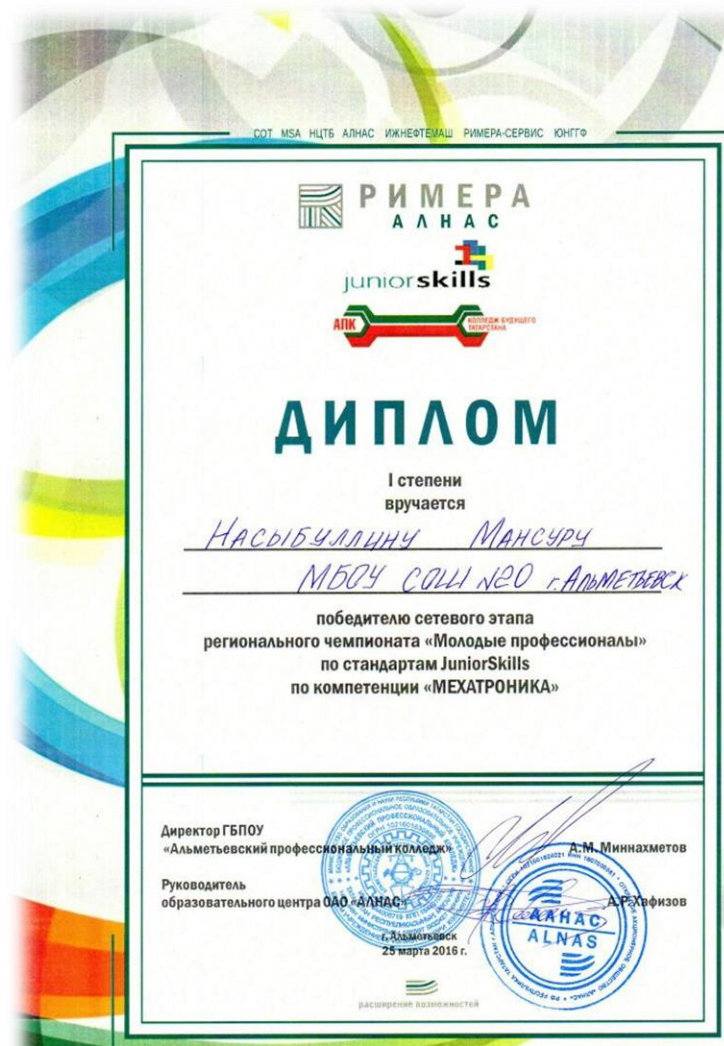 СОТ MSA НЦТБ АЛНАС ИЖНЕФТЕМАШ РИМЕРА-СЕРВИС ЮНГГФ
РИМЕРА
АЛНАС
juniorskills
АПК
КОЛЛЕДЖ БУДУЩЕГО
ТАТАРСТАНА
ДИПЛОМ
I степени
вручается
Насыбуллину Мансуру
МБОУ СОШ №20 г. Альметьевск
победителю сетевого этапа
регионального чемпионата «Молодые профессионалы»
по стандартам JuniorSkills
по компетенции «МЕХАТРОНИКА»
Директор ГБПОУ
«Альметьевский профессиональный колледж» А.М. Миннахметов
Руководитель
образовательного центра ОАО «АЛНАС» А.Р. Хафизов
АЛНАС
ALNAS
г. Альметьевск
25 марта 2016 г.
расширение возможностей